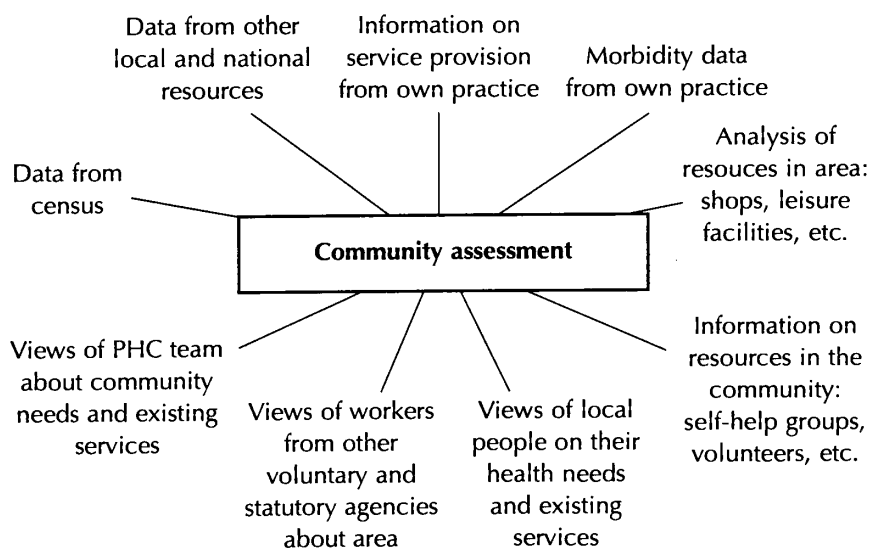 Data from other
local and national
resources
Information on
service provision
from own practice
Morbidity data
from own practice
Analysis of
resouces in area:
shops, leisure
facilities, etc.
Data from
census
Community assessment
Views of PHC team
about community
needs and existing
services
Views of workers
from other
voluntary and
statutory agencies
about area
Views of local
people on their
health needs
and existing
services
Information on
resources in the
community:
self-help groups,
volunteers, etc.